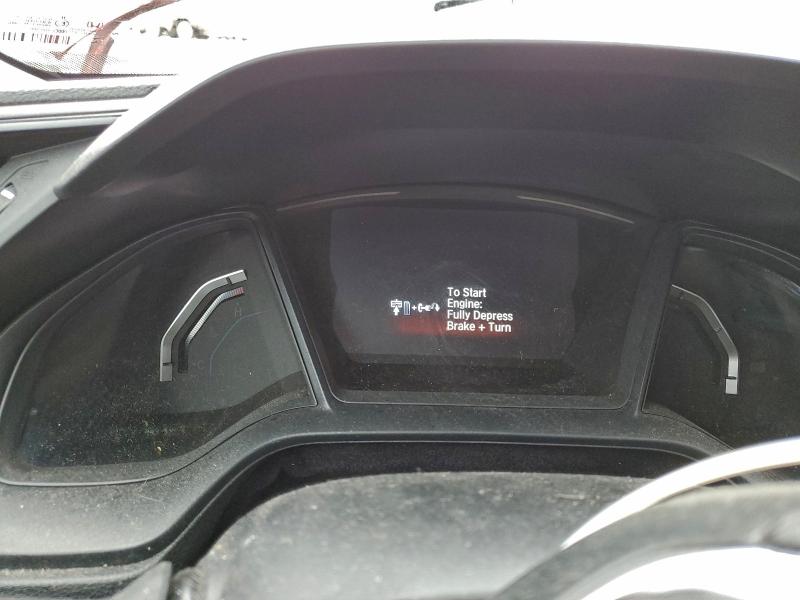 To Start
Engine:
Fully Depress
Brake + Turn
H
C